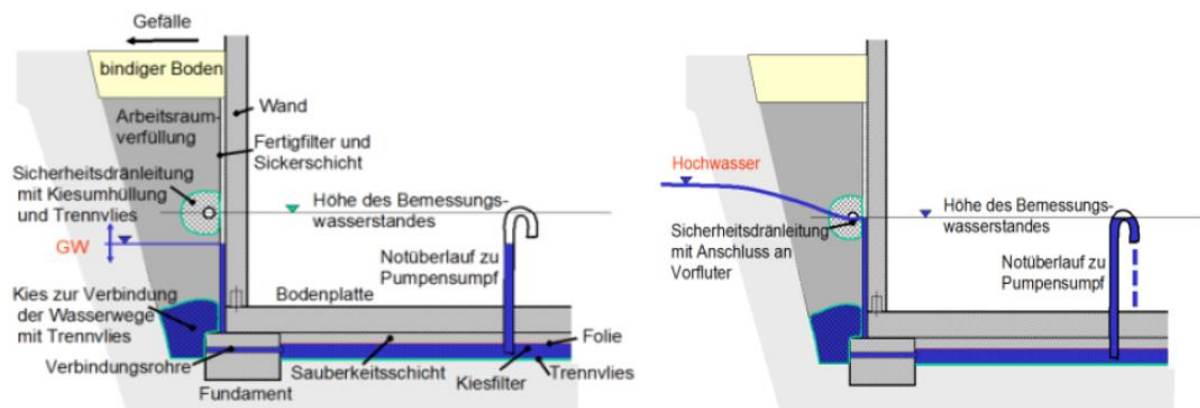 Gefälle
bindiger Boden
Arbeitsraum-
verfüllung
Wand
Fertigfilter und
Sickerschicht
Sicherheitsdränleitung
mit Kiesumhüllung
und Trennvlies
Höhe des Bemessungs-
wasserstandes
GW
Notüberlauf zu
Pumpensumpf
Kies zur Verbindung
der Wasserwege
mit Trennvlies
Bodenplatte
Folie
Verbindungsrohre
Sauberkeitsschicht
Kiesfilter
Trennvlies
Fundament
Hochwasser
Höhe des Bemessungs-
wasserstandes
Sicherheitsdränleitung
mit Anschluss an
Vorfluter
Notüberlauf zu
Pumpensumpf